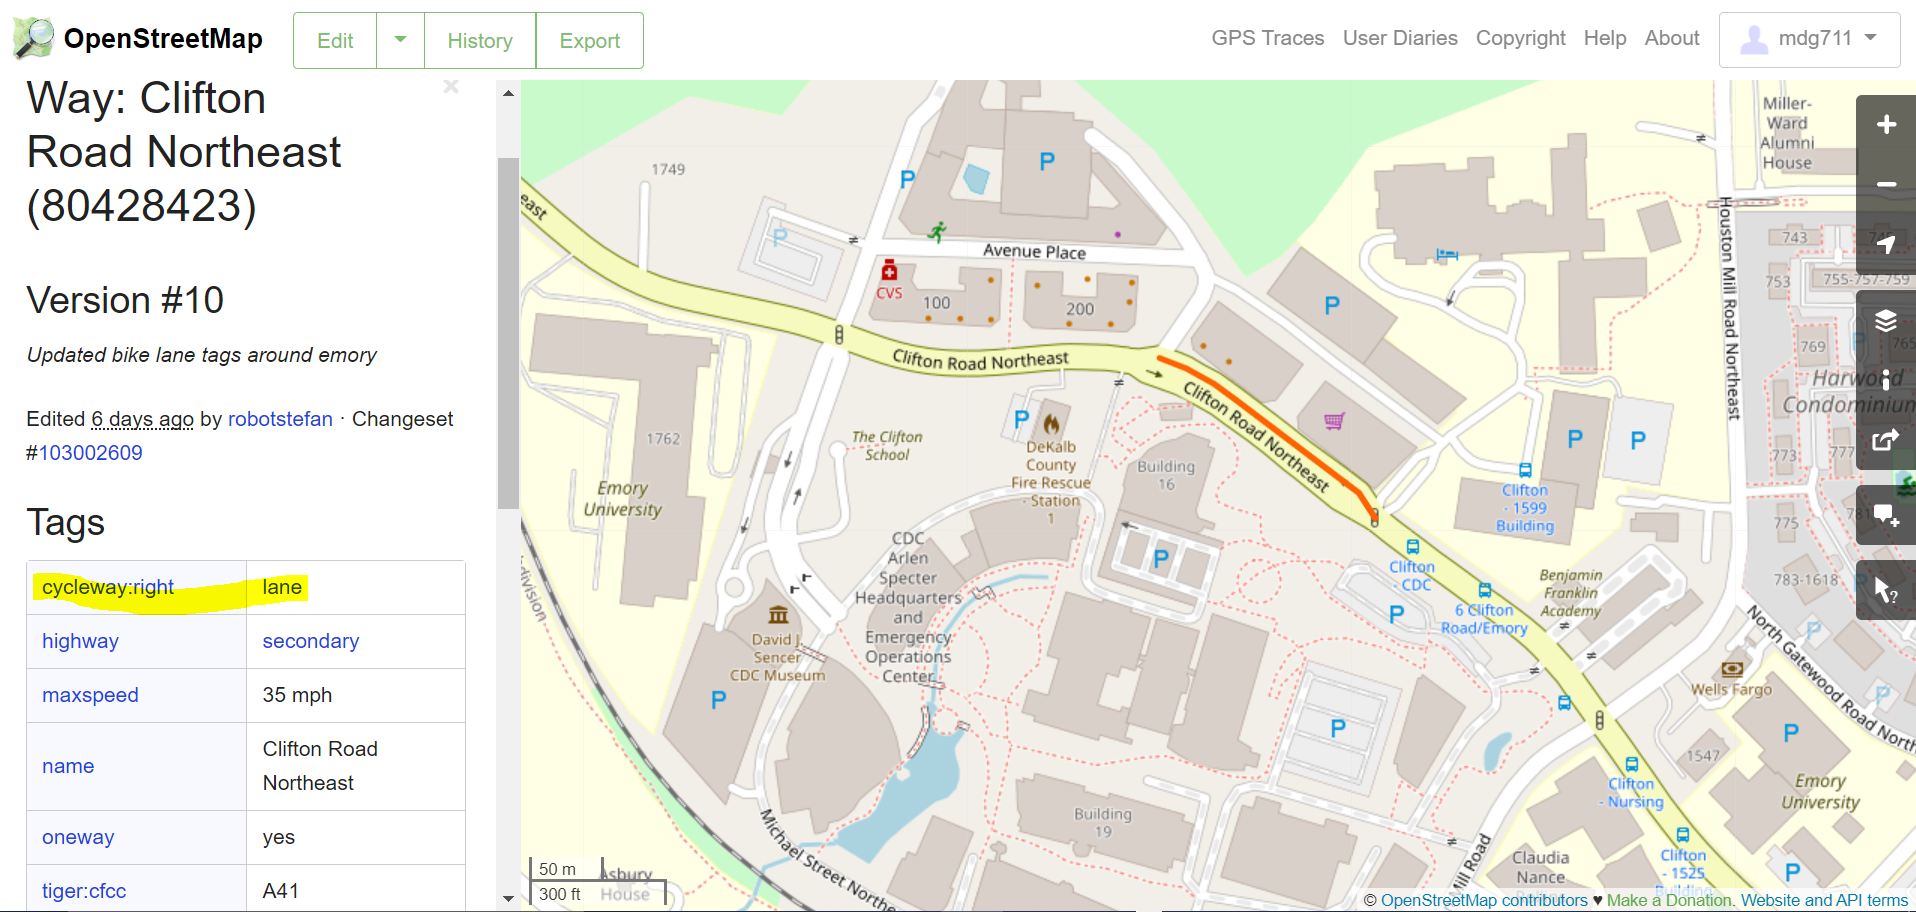 OpenStreetMap
Edit
History
Export
GPS Traces
User Diaries
Copyright
Help
About
mdg711
Way: Clifton
Road Northeast
(80428423)
Version #10
Updated bike lane tags around emory
Edited 6 days ago by robotstefan · Changeset
#103002609
Tags
cycleway:right lane
highway secondary
maxspeed 35 mph
name Clifton Road
Northeast
oneway yes
tiger:cfcc A41
1749
east
P
P
P
Avenue Place
CVS
100
200
Clifton Road Northeast
Clifton Road Northeast
P
1762
Emory
University
The Clifton
School
P
DeKalb
County
Fire Rescue
- Station
1
Building
16
P
CDC
Arlen
Specter
Headquarters
and
Emergency
Operations
Center
David J.
Sencer
CDC Museum
P
division
Michael Street Northe
Asbury
House
50 m
300 ft
Building
19
P
P
Clifton
- CDC
6 Clifton
Road/Emory
Clifton
- 1599
Building
P
P
Benjamin
Franklin
Academy
Miller-
Ward
Alumni
House
Houston Mill Road Northeast
743
745
753
755-757-759
769
765
P
Harwood
Condominium
773
777
775
781
783-1618
P
North Gatewood Road North
P
P
Wells Fargo
P
1547
Emory
University
Clifton
- Nursing
Clifton
- 1525
Building
P
Claudia
Nance
Mill Road
?
© OpenStreetMap contributors ♥ Make a Donation. Website and API terms